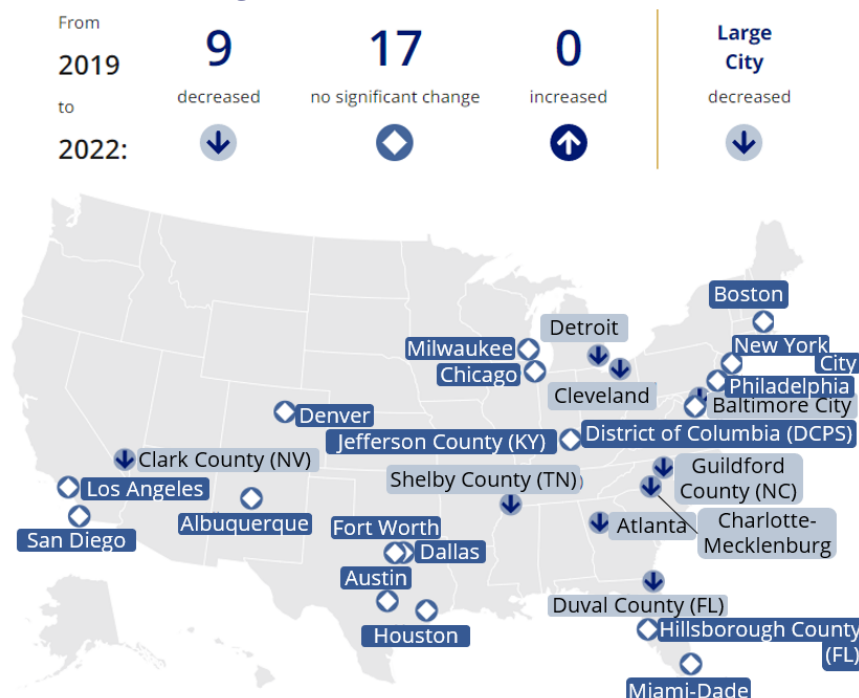 From
2019
to
2022:
9
decreased
17
no significant change
0
increased
Large
City
decreased
Boston
Detroit
Milwaukee
New York
City
Chicago
Philadelphia
Cleveland
Baltimore City
Denver
Jefferson County (KY)
District of Columbia (DCPS)
Clark County (NV)
Shelby County (TN)
Guildford
County (NC)
Los Angeles
Albuquerque
Fort Worth
Atlanta
Charlotte-
Mecklenburg
San Diego
Dallas
Austin
Duval County (FL)
Houston
Hillsborough County
(FL)
Miami-Dade